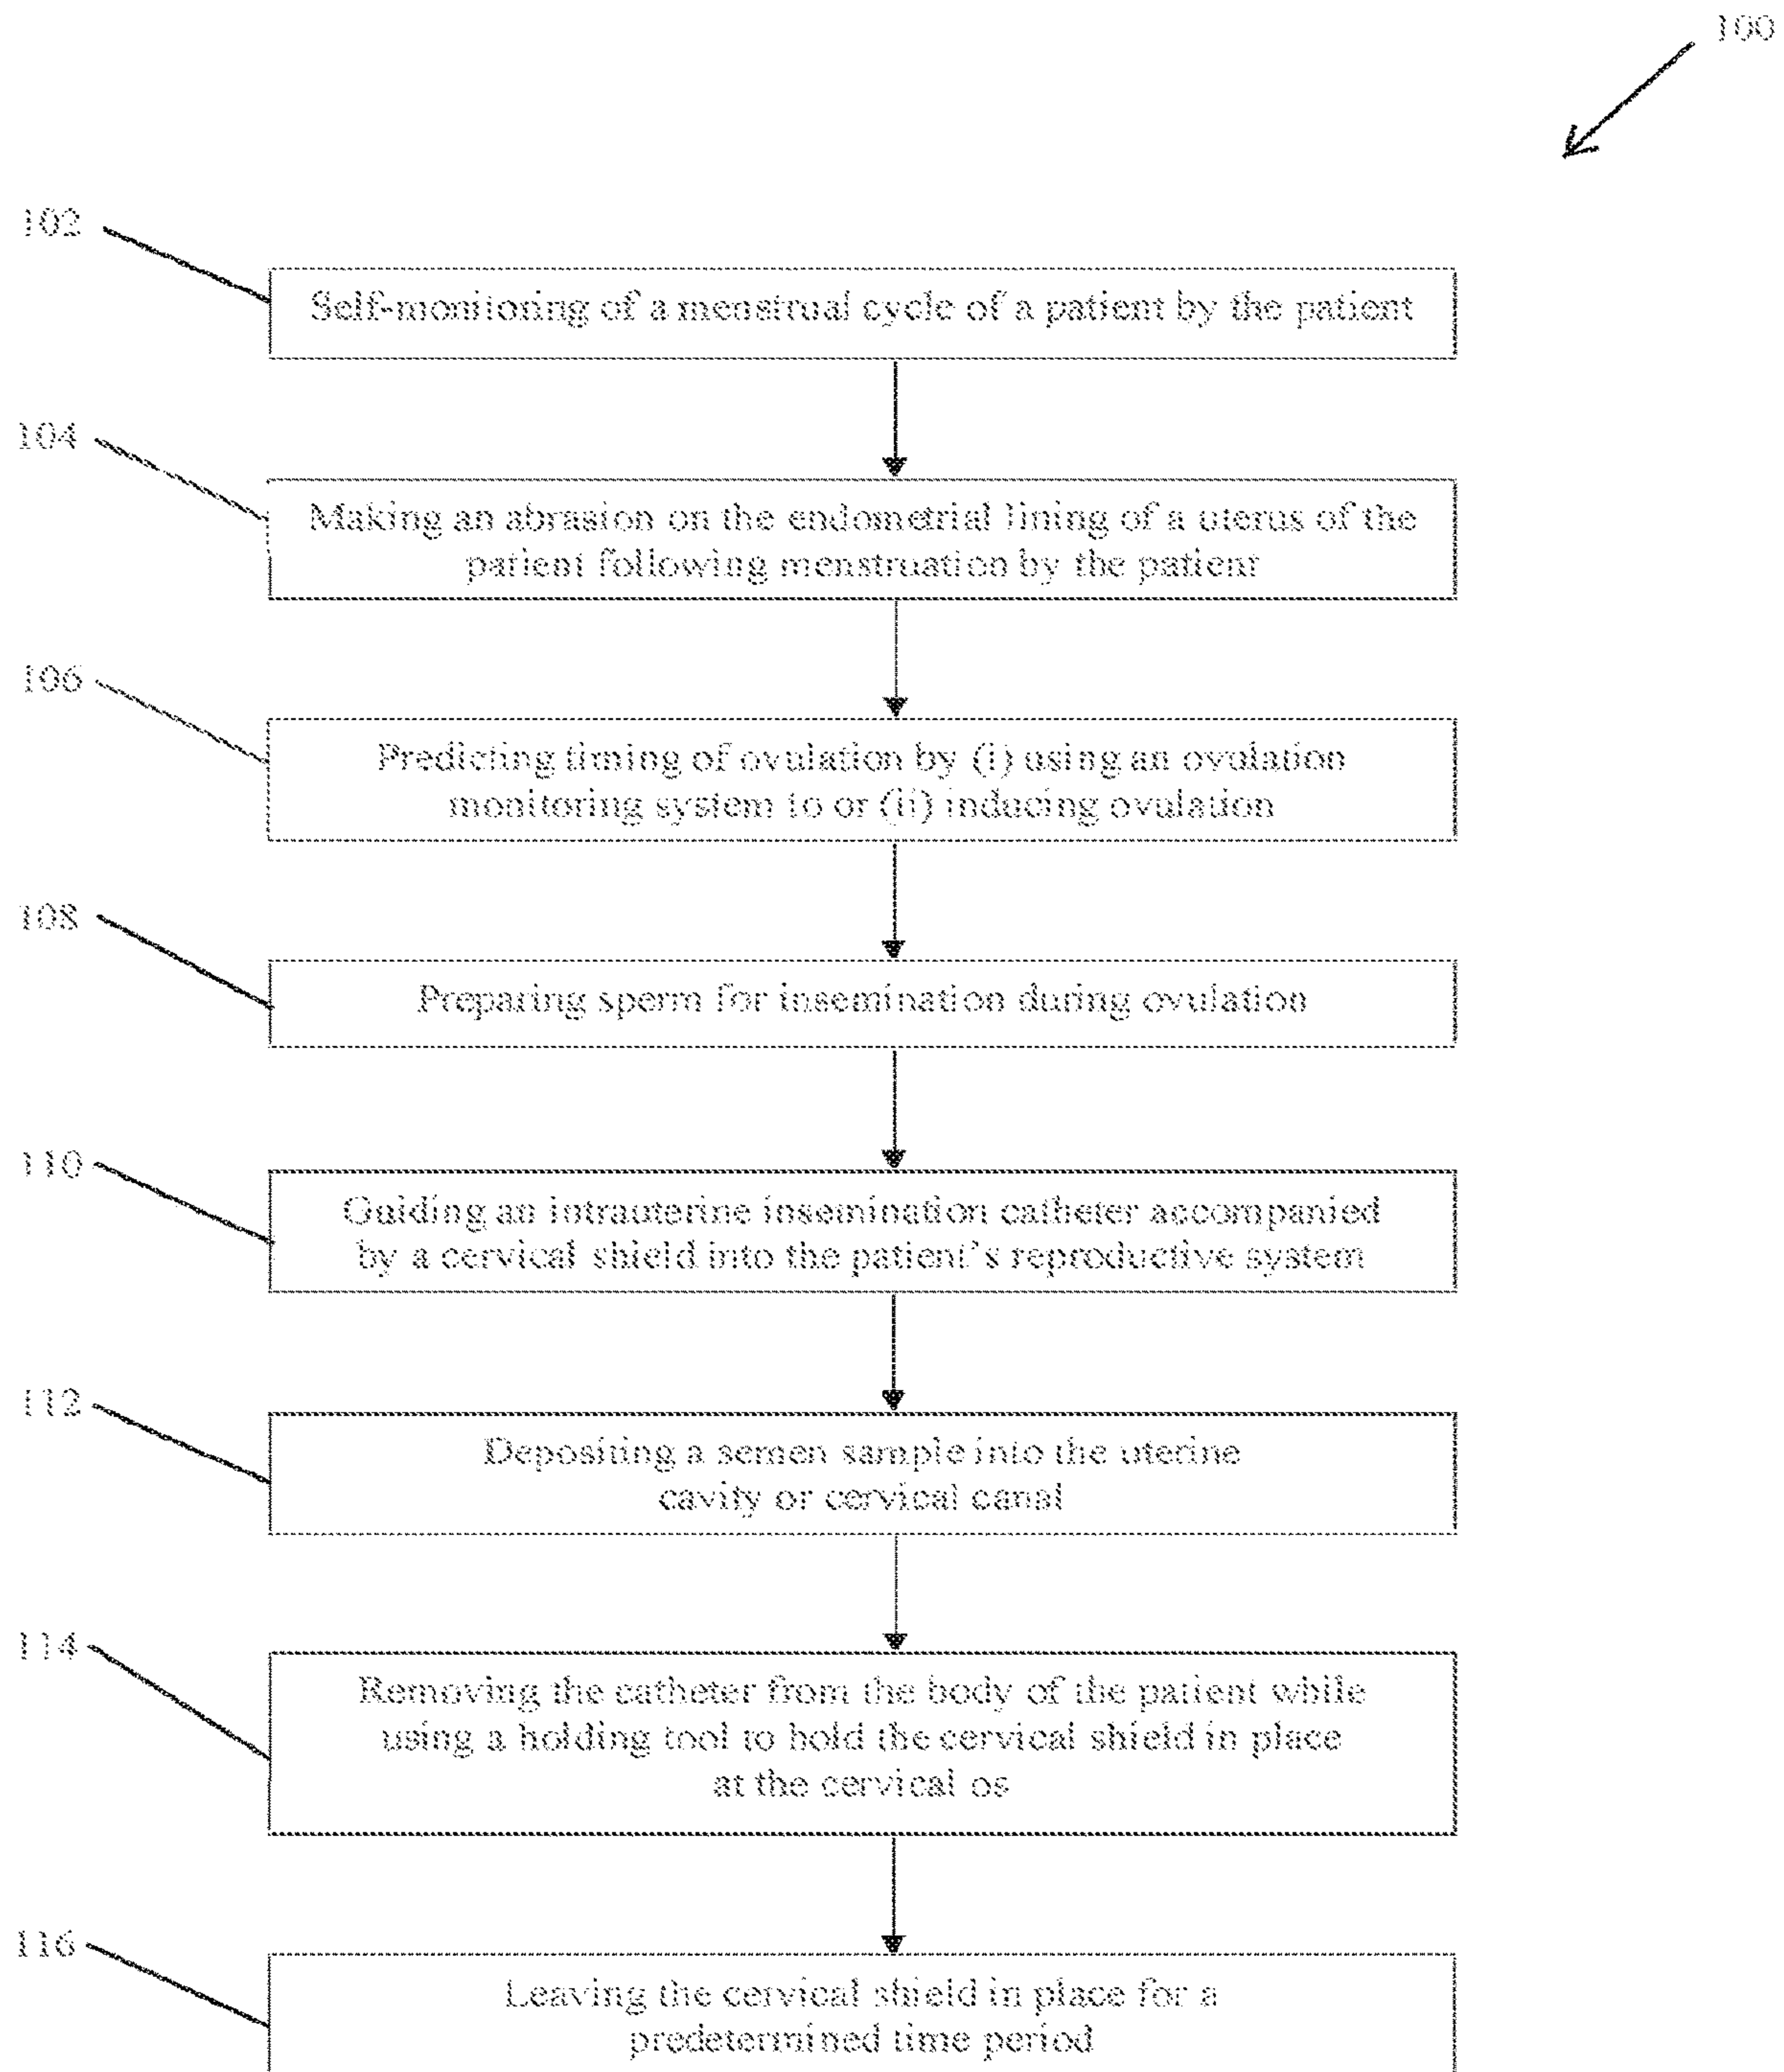 100
102
Self-monitoring of a menstrual cycle of a patient by the patient
104
Making an abrasion on the endometrial lining of a uterus of the
patient following menstruation by the patient
106
Predicting timing of ovulation by (i) using an ovulation
monitoring system to or (ii) inducing ovulation
108
Preparing sperm for insemination during ovulation
110
Guiding an intrauterine insemination catheter accompanied
by a cervical shield into the patient's reproductive system
112
Depositing a semen sample into the uterine
cavity or cervical canal
114
Removing the catheter from the body of the patient while
using a holding tool to hold the cervical shield in place
at the cervical os
116
Leaving the cervical shield in place for a
predetermined time period